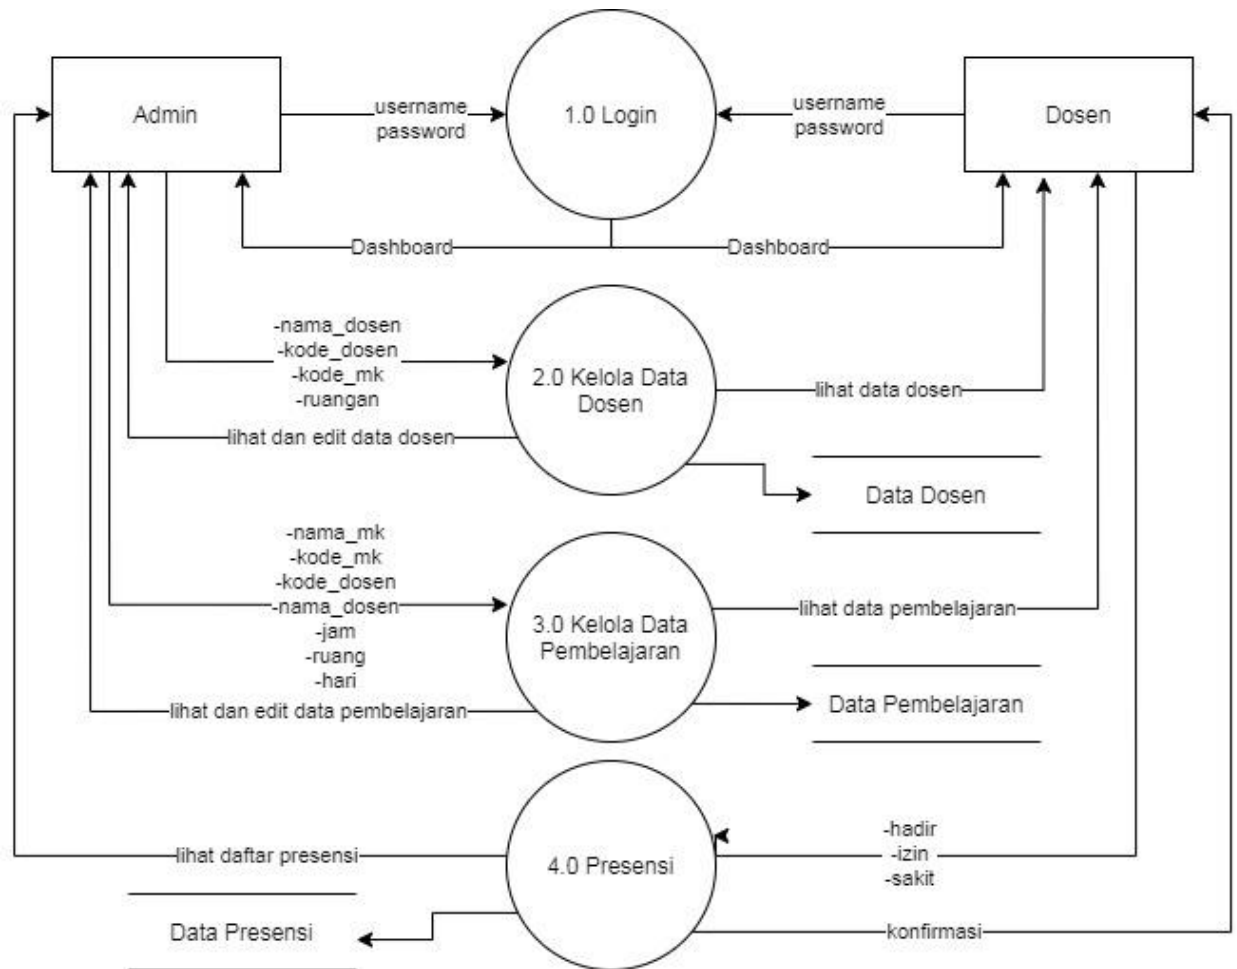 Admin
username
password
1.0 Login
username
password
Dosen
Dashboard
Dashboard
-nama_dosen
-kode_dosen
-kode_mk
-ruangan
2.0 Kelola Data
Dosen
lihat data dosen
lihat dan edit data dosen
Data Dosen
-nama_mk
-kode_mk
-kode_dosen
-nama_dosen
-jam
-ruang
-hari
3.0 Kelola Data
Pembelajaran
lihat data pembelajaran
lihat dan edit data pembelajaran
Data Pembelajaran
-hadir
-izin
-sakit
lihat daftar presensi
4.0 Presensi
Data Presensi
konfirmasi